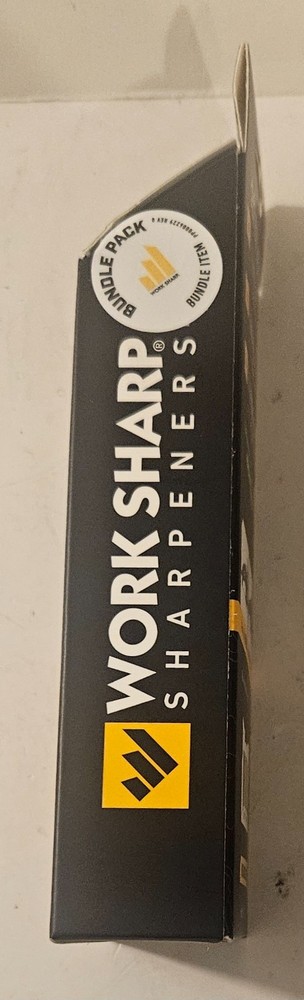 BUNDLE PACK
WORK SHARP
BUNDLE ITEM
WORK SHARP®
SHARPENERS